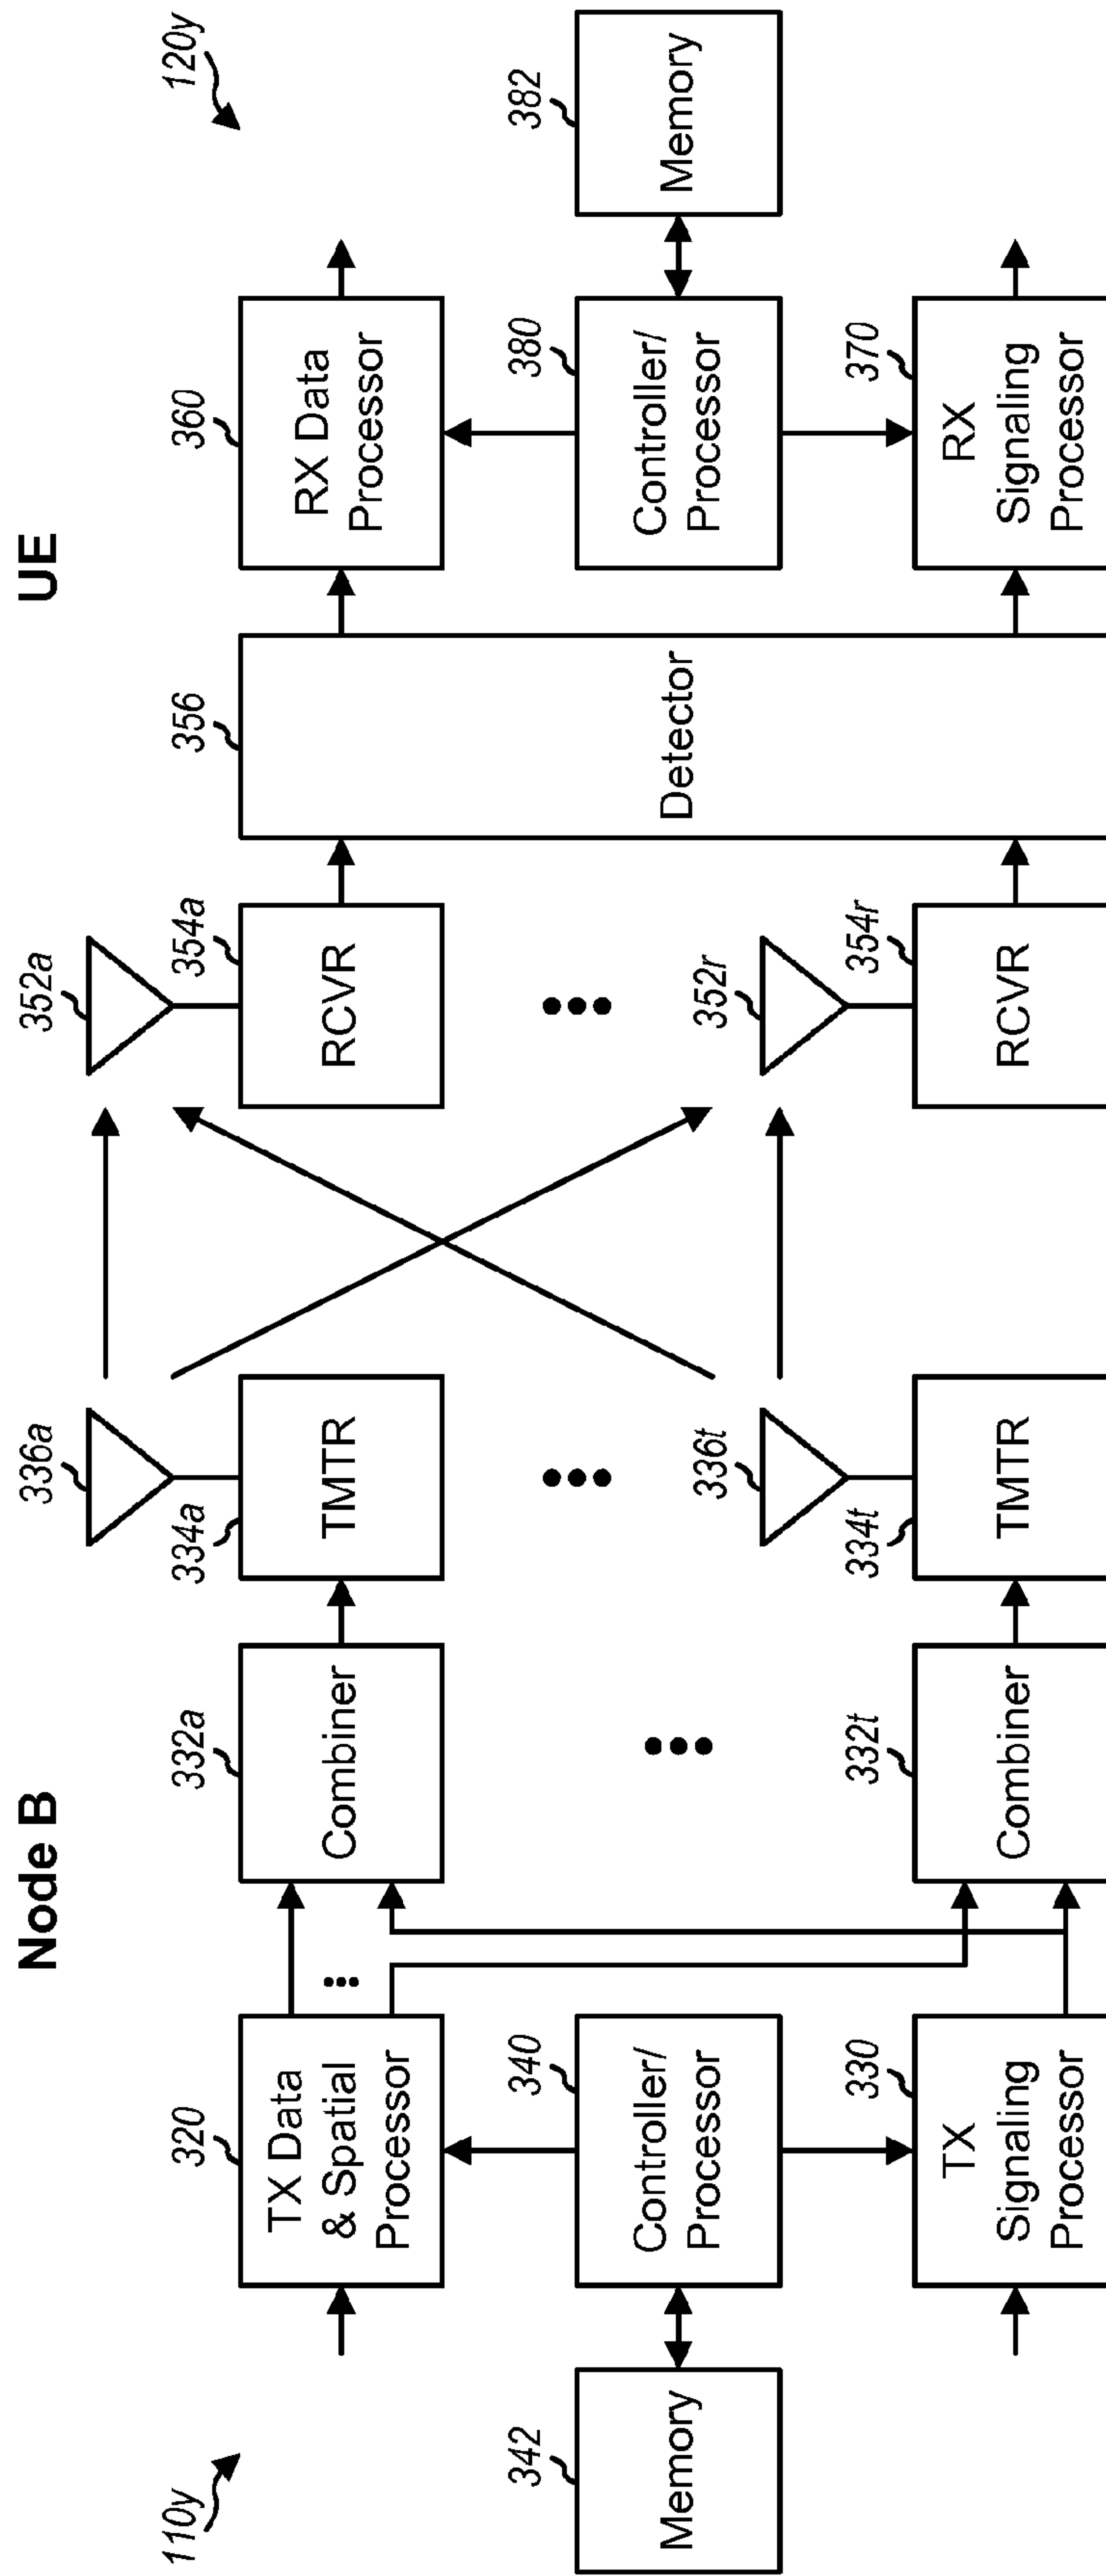 Node B
UE
110y
120y
336a
352a
320
332a
334a
354a
356
360
TX Data
& Spatial
Processor
Combiner
TMTR
RCVR
Detector
RX Data
Processor
342
340
380
382
Memory
Controller/
Processor
Controller/
Processor
Memory
336t
352r
330
332t
334t
354r
370
TX
Signaling
Processor
Combiner
TMTR
RCVR
RX
Signaling
Processor